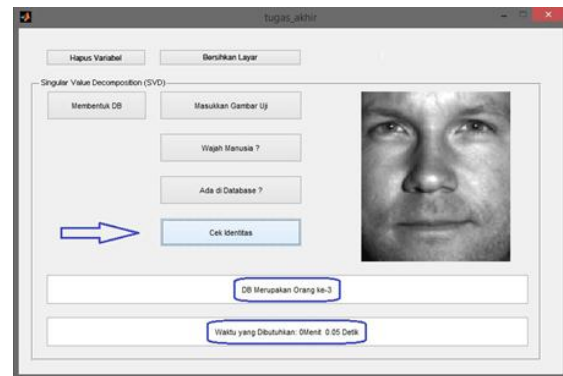 tugas_akhir
Hapus Variabel
Bersihkan Layar
Singular Value Decomposition (SVD)
Membentuk DB
Masukkan Gambar Uji
Wajah Manusia ?
Ada di Database ?
Cek Identitas
DB Merupakan Orang ke-3
Waktu yang Dibutuhkan: 0Menit 0.05 Detik